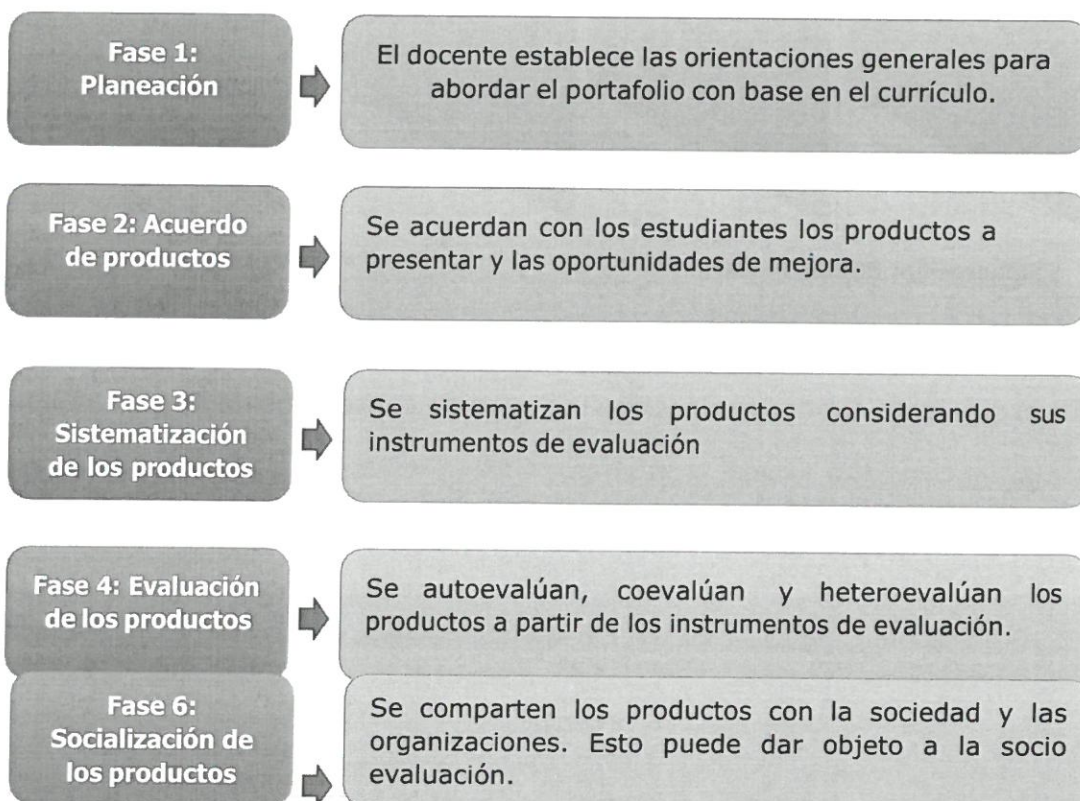 Fase 1:
Planeación
El docente establece las orientaciones generales para
abordar el portafolio con base en el currículo.
Fase 2: Acuerdo
de productos
Se acuerdan con los estudiantes los productos a
presentar y las oportunidades de mejora.
Fase 3:
Sistematización
de los productos
Se sistematizan los productos considerando sus
instrumentos de evaluación
Fase 4: Evaluación
de los productos
Se autoevalúan, coevalúan y heteroevalúan los
productos a partir de los instrumentos de evaluación.
Fase 6:
Socialización de
los productos
Se comparten los productos con la sociedad y las
organizaciones. Esto puede dar objeto a la socio
evaluación.